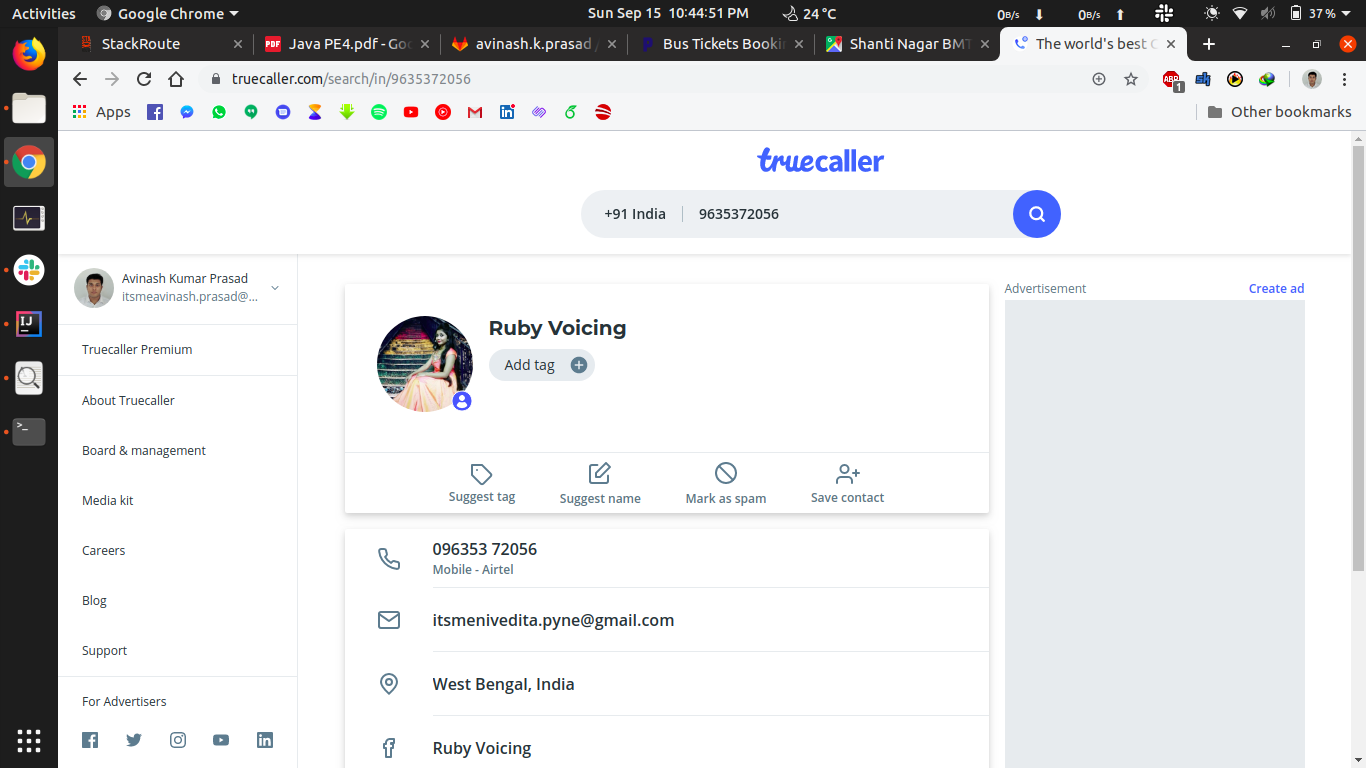 Activities Google Chrome Sun Sep 15 10:44:51 PM 24 °C 0B/s 0B/s 37 %
StackRoute Java PE4.pdf - Goo avinash.k.prasad / Bus Tickets Bookin Shanti Nagar BMT The world's best C
truecaller.com/search/in/9635372056
Apps Other bookmarks
truecaller
+91 India 9635372056
Avinash Kumar Prasad
itsmeavinash.prasad@...
Truecaller Premium
About Truecaller
Board & management
Media kit
Careers
Blog
Support
For Advertisers
Ruby Voicing
Add tag
Suggest tag Suggest name Mark as spam Save contact
096353 72056
Mobile - Airtel
itsmenivedita.pyne@gmail.com
West Bengal, India
Ruby Voicing
Advertisement Create ad